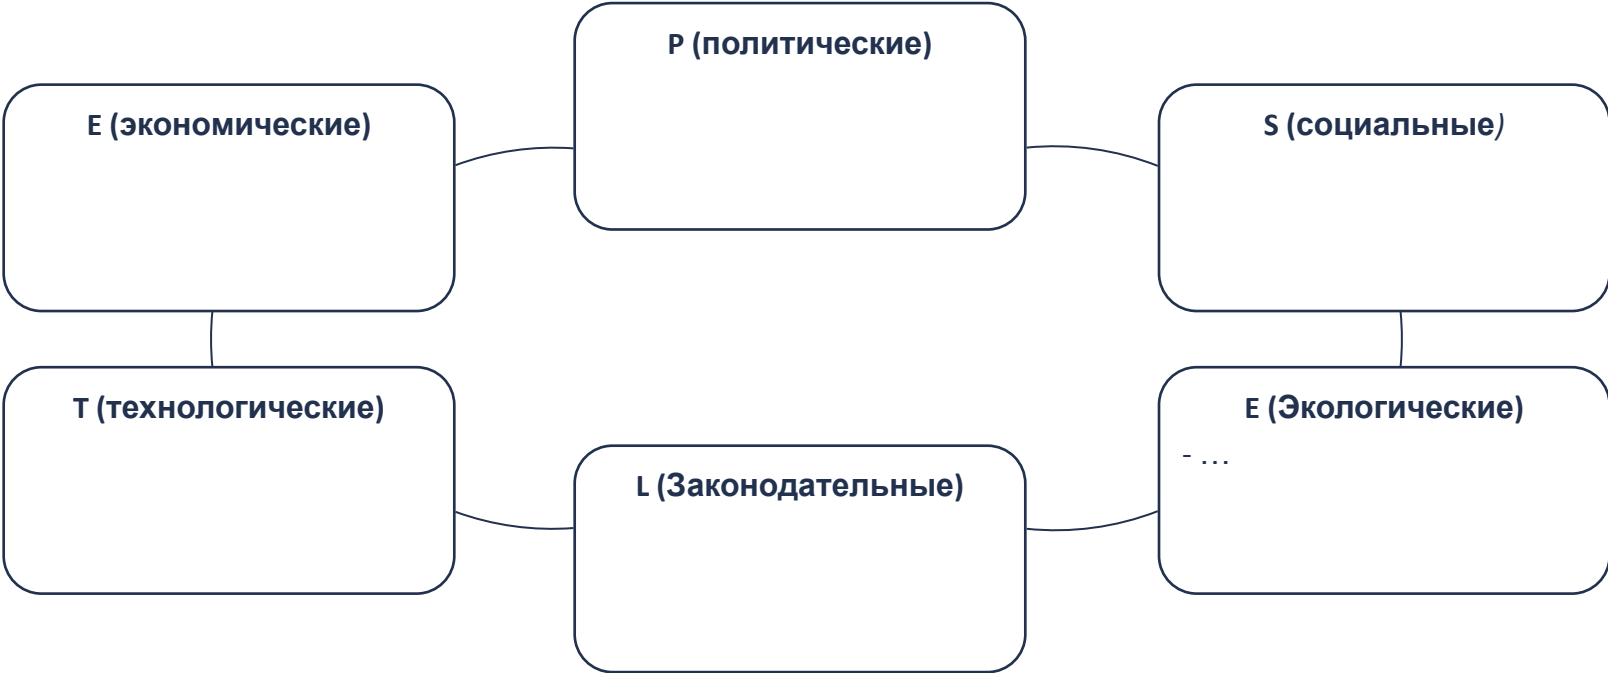 P (политические)
E (экономические)
S (социальные)
T (технологические)
E (Экологические)
- ...
L (Законодательные)